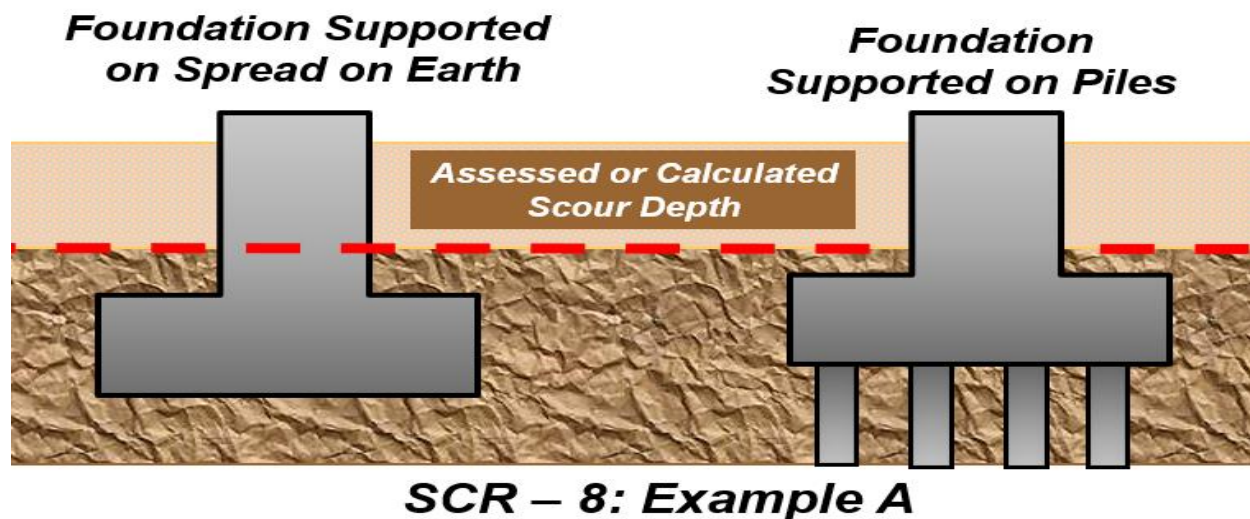 Foundation Supported
on Spread on Earth
Foundation
Supported on Piles
Assessed or Calculated
Scour Depth
SCR – 8: Example A